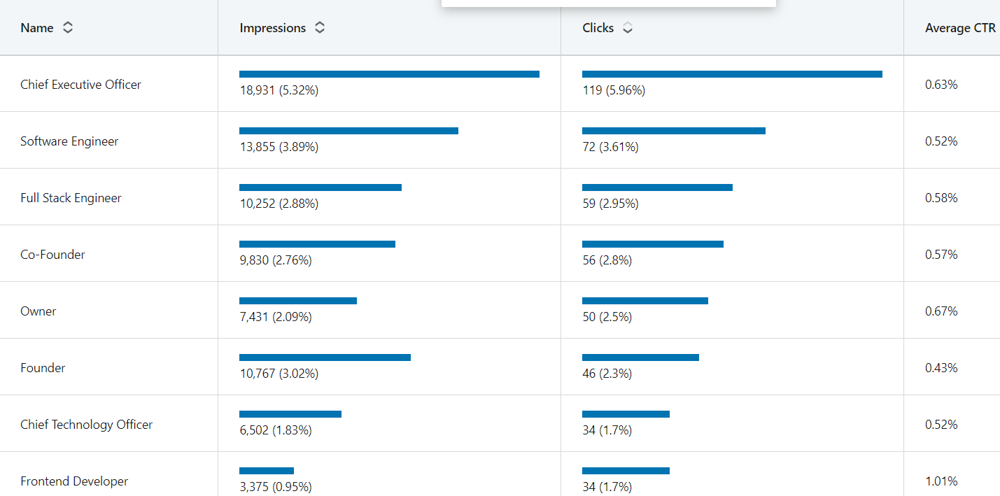 Name Impressions Clicks Average CTR
Chief Executive Officer 18,931 (5.32%) 119 (5.96%) 0.63%
Software Engineer 13,855 (3.89%) 72 (3.61%) 0.52%
Full Stack Engineer 10,252 (2.88%) 59 (2.95%) 0.58%
Co-Founder 9,830 (2.76%) 56 (2.8%) 0.57%
Owner 7,431 (2.09%) 50 (2.5%) 0.67%
Founder 10,767 (3.02%) 46 (2.3%) 0.43%
Chief Technology Officer 6,502 (1.83%) 34 (1.7%) 0.52%
Frontend Developer 3,375 (0.95%) 34 (1.7%) 1.01%